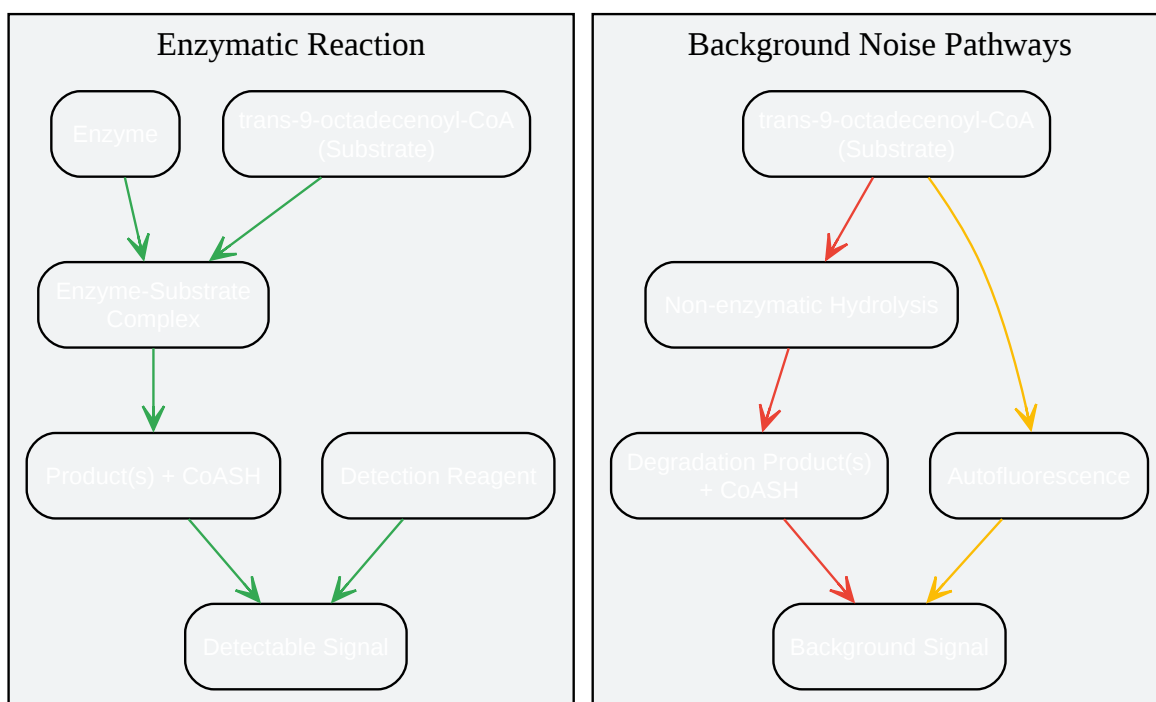 Enzymatic Reaction
Enzyme
trans-9-octadecenoyl-CoA
(Substrate)
Enzyme-Substrate
Complex
Product(s) + CoASH
Detection Reagent
Detectable Signal
Background Noise Pathways
trans-9-octadecenoyl-CoA
(Substrate)
Non-enzymatic Hydrolysis
Degradation Product(s)
+ CoASH
Autofluorescence
Background Signal